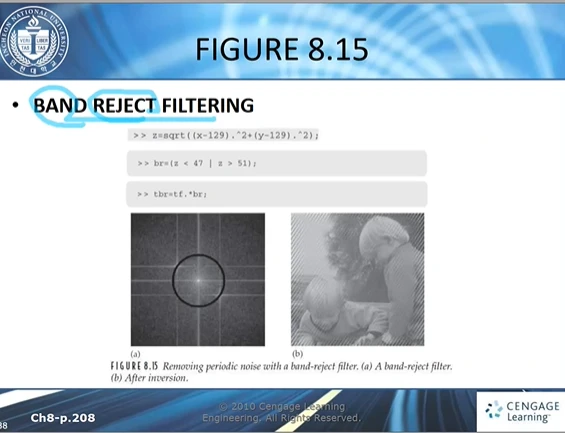 FIGURE 8.15
• BAND REJECT FILTERING
>> z=sqrt((x-129).^2+(y-129).^2);
>> br=(z < 47 | z > 51);
>> tbr=tf.*br;
(a) (b)
FIGURE 8.15 Removing periodic noise with a band-reject filter. (a) A band-reject filter.
(b) After inversion.
38
Ch8-p.208
© 2010 Cengage Learning
Engineering. All Rights Reserved.
CENGAGE
Learning™